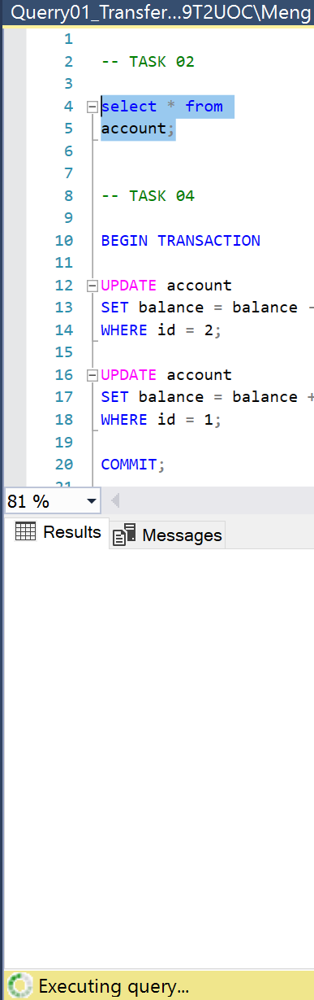 Querry01_Transfer...9T2UOC\Meng
1
2 -- TASK 02
3
4 select * from
5 account;
6
7
8 -- TASK 04
9
10 BEGIN TRANSACTION
11
12 UPDATE account
13 SET balance = balance -
14 WHERE id = 2;
15
16 UPDATE account
17 SET balance = balance +
18 WHERE id = 1;
19
20 COMMIT;
21
81 %
Results Messages
Executing query...